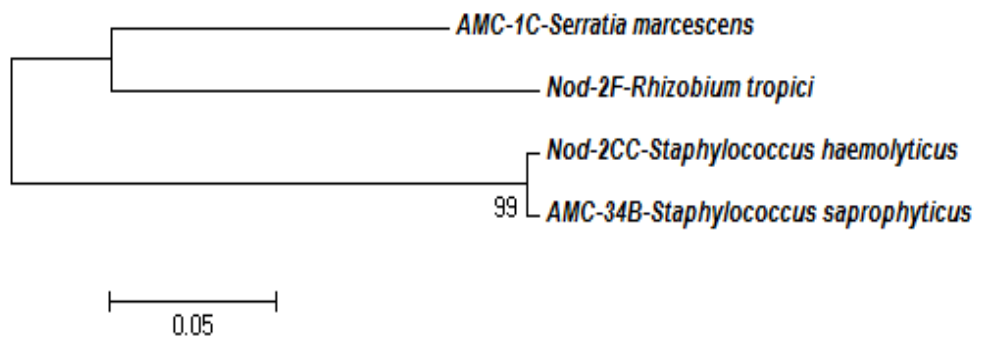 AMC-1C-Serratia marcescens
Nod-2F-Rhizobium tropici
Nod-2CC-Staphylococcus haemolyticus
99
AMC-34B-Staphylococcus saprophyticus
0.05